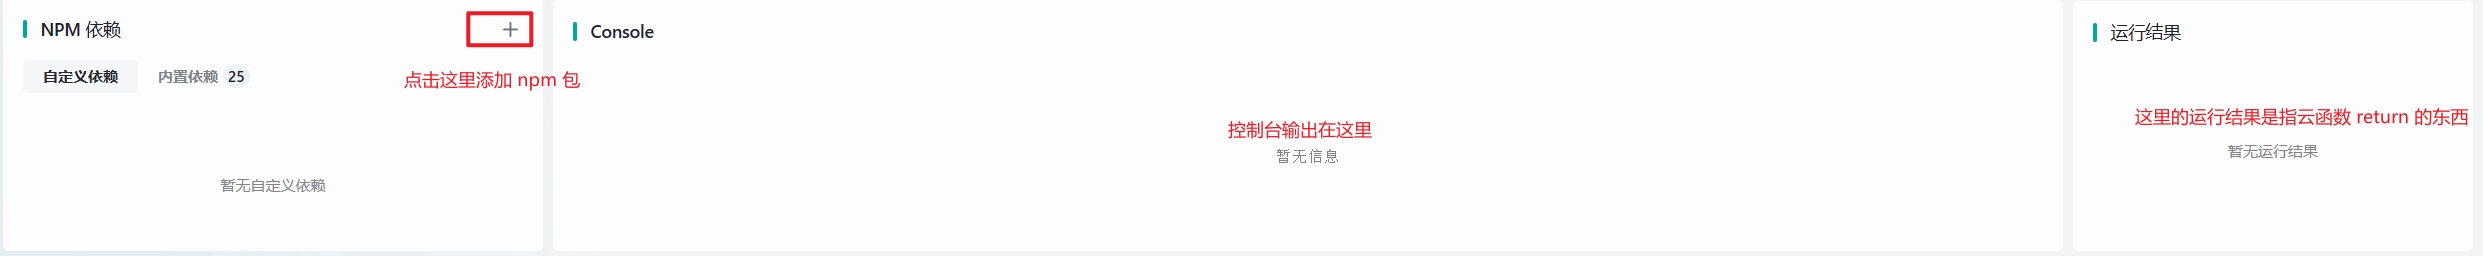 NPM 依赖
自定义依赖 内置依赖 25
点击这里添加 npm 包
暂无自定义依赖
Console
控制台输出在这里
暂无信息
运行结果
这里的运行结果是指云函数 return 的东西
暂无运行结果